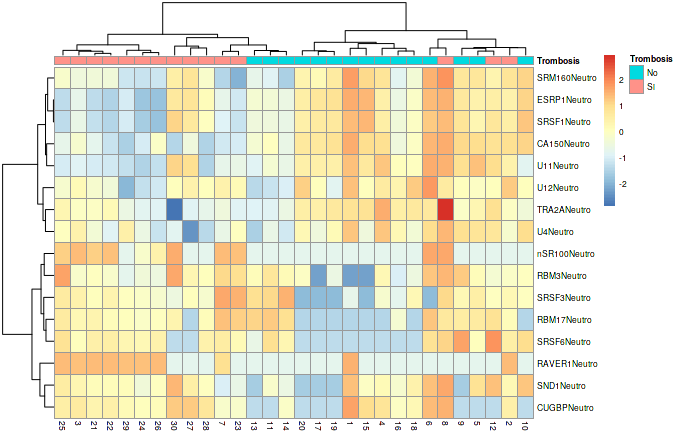 Trombosis
Trombosis
No
SI
2
1
0
-1
-2
SRM160Neutro
ESRP1Neutro
SRSF1Neutro
CA150Neutro
U11Neutro
U12Neutro
TRA2ANeutro
U4Neutro
nSR100Neutro
RBM3Neutro
SRSF3Neutro
RBM17Neutro
SRSF6Neutro
RAVER1Neutro
SND1Neutro
CUGBPNeutro
25 3 21 22 29 24 26 30 27 28 7 23 13 11 14 20 17 19 1 15 4 16 18 6 8 9 5 12 2 10